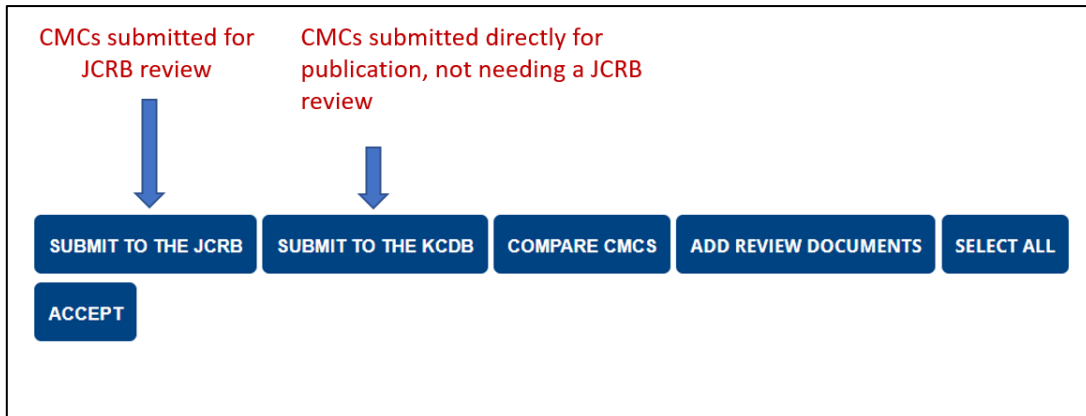 CMCs submitted for
JCRB review
CMCs submitted directly for
publication, not needing a JCRB
review
SUBMIT TO THE JCRB
SUBMIT TO THE KCDB
COMPARE CMCS
ADD REVIEW DOCUMENTS
SELECT ALL
ACCEPT